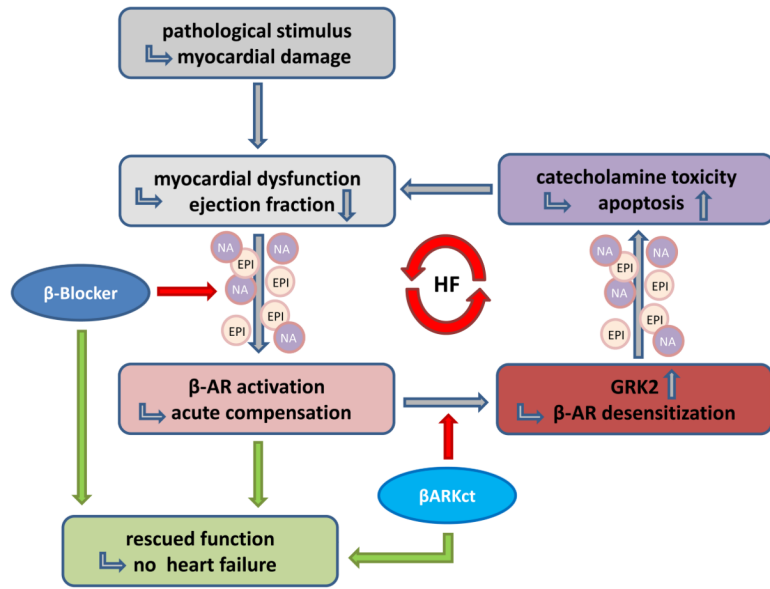 pathological stimulus
myocardial damage
myocardial dysfunction
ejection fraction
catecholamine toxicity
apoptosis
NA
NA
EPI
EPI
NA
EPI
EPI
NA
NA
NA
EPI
EPI
NA
EPI
EPI
NA
β-Blocker
HF
β-AR activation
acute compensation
GRK2
β-AR desensitization
βARKct
rescued function
no heart failure